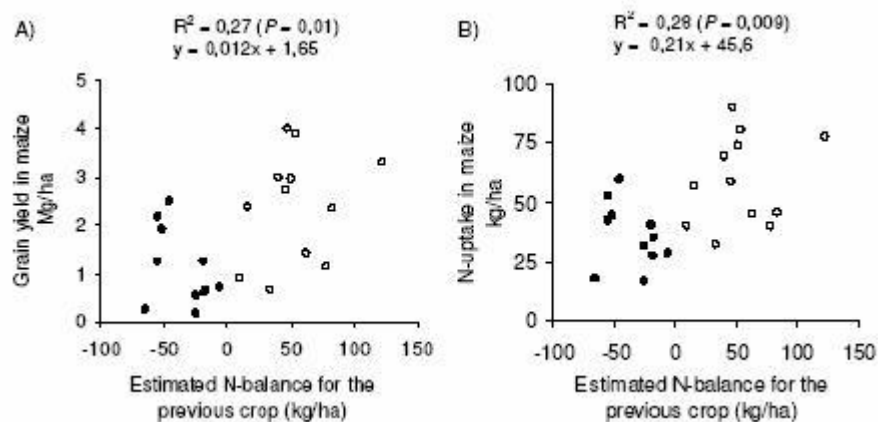 A)
R² = 0,27 (P = 0,01)
y = 0,012x + 1,65
Grain yield in maize
Mg/ha
5
4
3
2
1
0
-100 -50 0 50 100 150
Estimated N-balance for the
previous crop (kg/ha)
B)
R² = 0,28 (P = 0,009)
y = 0,21x + 45,6
N-uptake in maize
kg/ha
100
75
50
25
0
-100 -50 0 50 100 150
Estimated N-balance for the
previous crop (kg/ha)